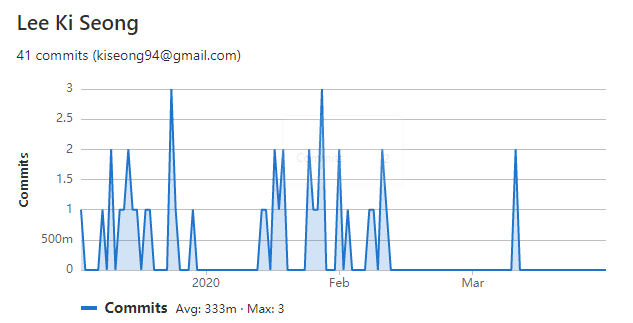 Lee Ki Seong
41 commits (kiseong94@gmail.com)
3
2.5
2
1.5
1
500m
0
Commits
2020 Feb Mar
Commits Avg: 333m · Max: 3